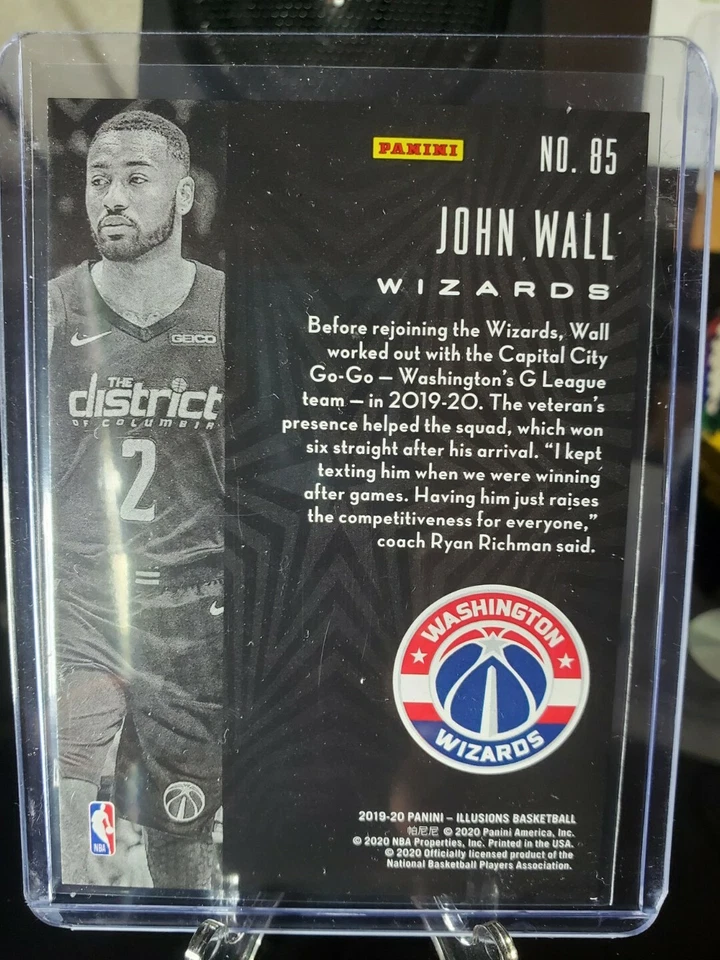 PANINI
NO. 85
JOHN WALL
WIZARDS
Before rejoining the Wizards, Wall
worked out with the Capital City
Go-Go — Washington's G League
team — in 2019-20. The veteran's
presence helped the squad, which won
six straight after his arrival. "I kept
texting him when we were winning
after games. Having him just raises
the competitiveness for everyone,"
coach Ryan Richman said.
GEICO
THE
district
OF COLUMBIA
2
WASHINGTON
WIZARDS
NBA
2019-20 PANINI – ILLUSIONS BASKETBALL
帕尼尼 © 2020 Panini America, Inc.
© 2020 NBA Properties, Inc. Printed in the USA.
© 2020 Officially licensed product of the
National Basketball Players Association.